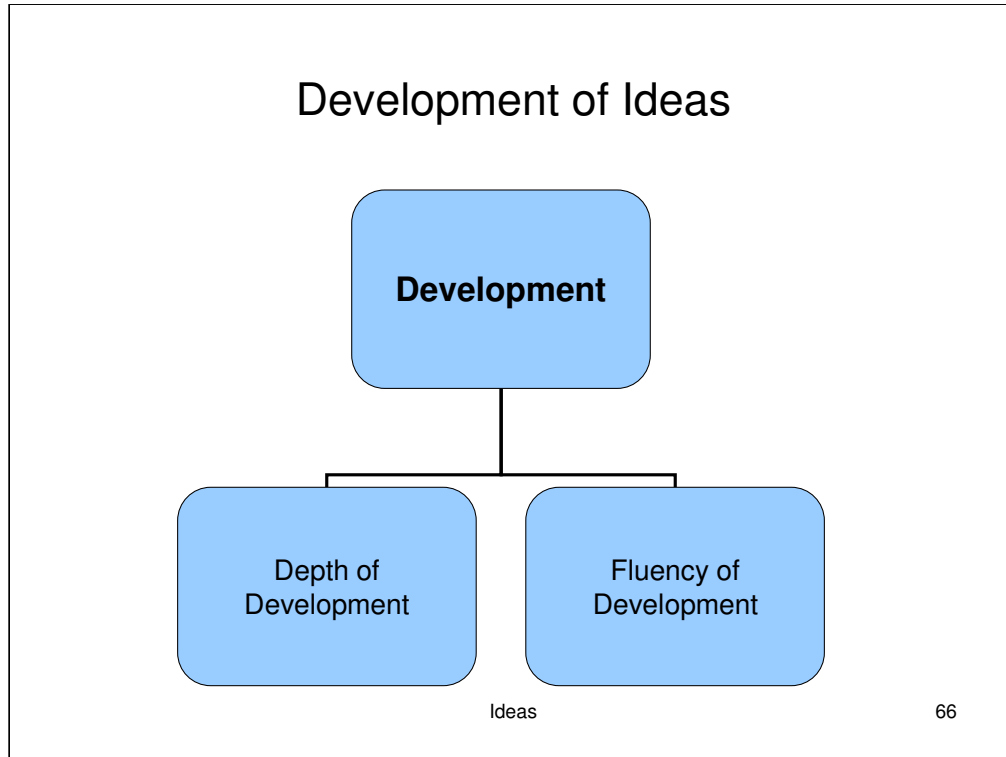 Development of Ideas
Development
Depth of
Development
Fluency of
Development
Ideas
66